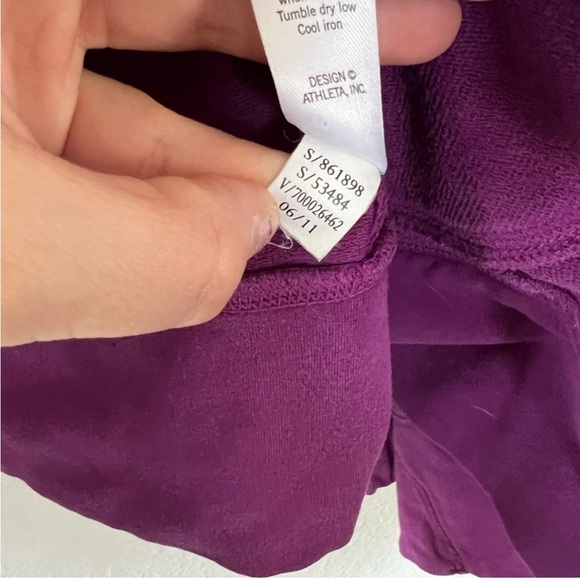 Tumble dry low
Cool iron
DESIGN ©
ATHLETA, INC.
S/861898
S/53484
V/700026462
06/11